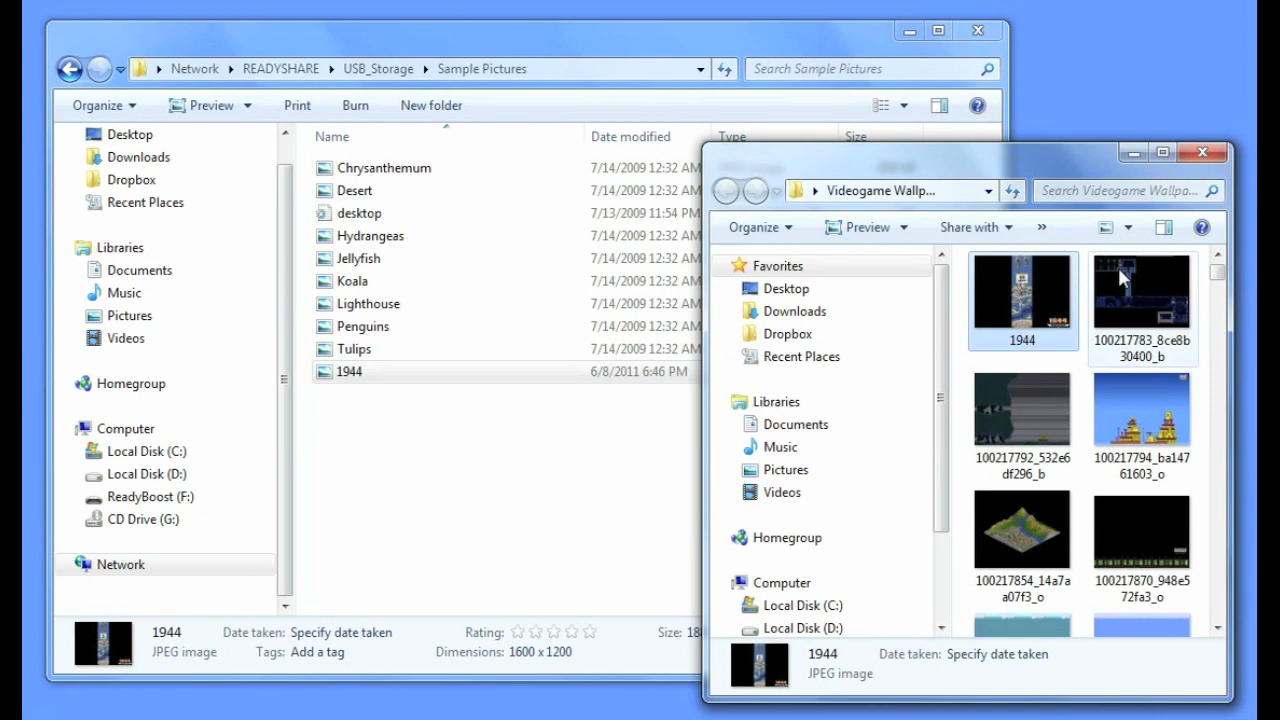 Network ▸ READYSHARE ▸ USB_Storage ▸ Sample Pictures
Search Sample Pictures
Organize Preview Print Burn New folder
Desktop
Downloads
Dropbox
Recent Places
Libraries
Documents
Music
Pictures
Videos
Homegroup
Computer
Local Disk (C:)
Local Disk (D:)
ReadyBoost (F:)
CD Drive (G:)
Network
Name Date modified Type Size
Chrysanthemum 7/14/2009 12:32 AM
Desert 7/14/2009 12:32 AM
desktop 7/13/2009 11:54 PM
Hydrangeas 7/14/2009 12:32 AM
Jellyfish 7/14/2009 12:32 AM
Koala 7/14/2009 12:32 AM
Lighthouse 7/14/2009 12:32 AM
Penguins 7/14/2009 12:32 AM
Tulips 7/14/2009 12:32 AM
1944 6/8/2011 6:46 PM
1944 Date taken: Specify date taken Rating: Size:
JPEG image Tags: Add a tag Dimensions: 1600 x 1200
Videogame Wallp...
Search Videogame Wallpa...
Organize Preview Share with »
Favorites
Desktop
Downloads
Dropbox
Recent Places
Libraries
Documents
Music
Pictures
Videos
Homegroup
Computer
Local Disk (C:)
Local Disk (D:)
1944
100217783_8ce8b
30400_b
100217792_532e6
df296_b
100217794_ba147
61603_o
100217854_14a7a
a07f3_o
100217870_948e5
72fa3_o
1944 Date taken: Specify date taken
JPEG image